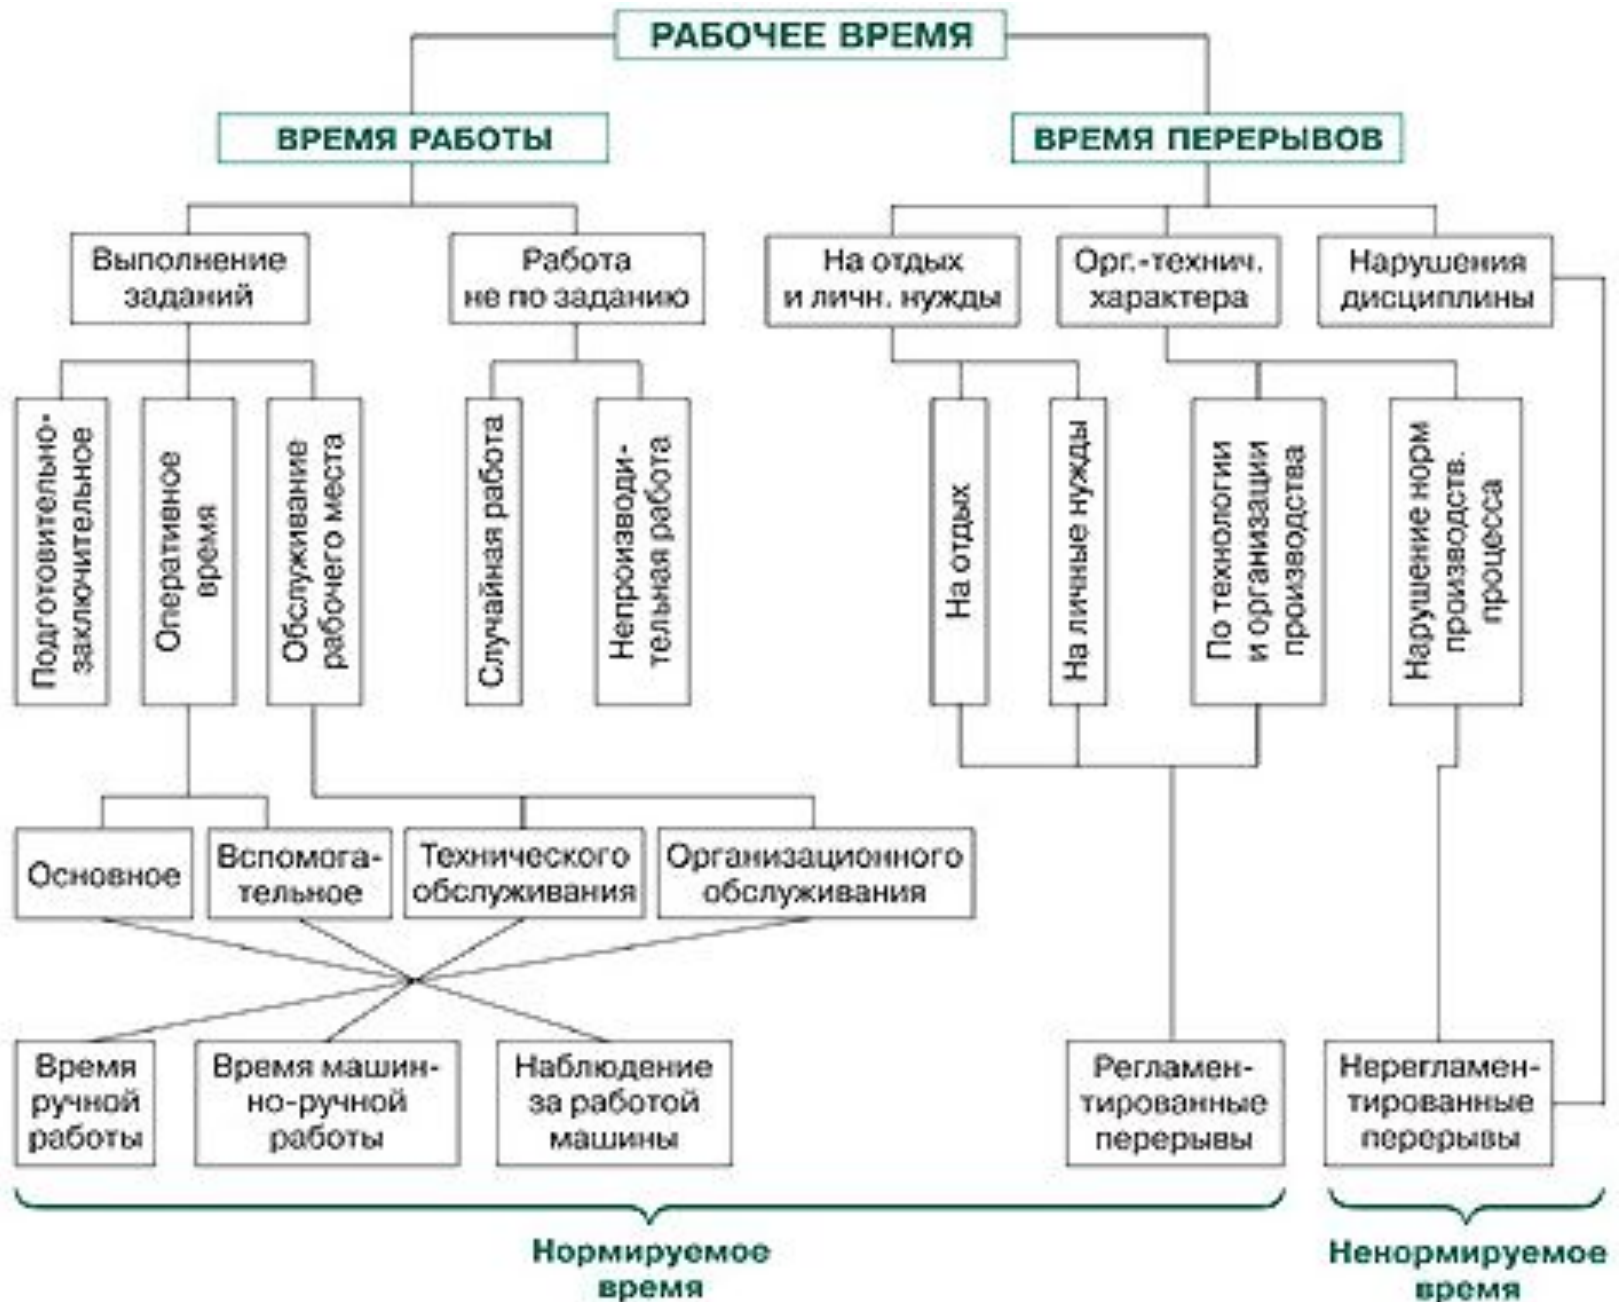 РАБОЧЕЕ ВРЕМЯ
ВРЕМЯ РАБОТЫ
ВРЕМЯ ПЕРЕРЫВОВ
Выполнение
заданий
Работа
не по заданию
На отдых
и личн. нужды
Орг.-технич.
характера
Нарушения
дисциплины
Подготовительно-
заключительное
Оперативное
время
Обслуживание
рабочего места
Случайная работа
Непроизводи-
тельная работа
На отдых
На личные нужды
По технологии
и организации
производства
Нарушение норм
производств.
процесса
Основное
Вспомога-
тельное
Технического
обслуживания
Организационного
обслуживания
Время
ручной
работы
Время машин-
но-ручной
работы
Наблюдение
за работой
машины
Регламен-
тированные
перерывы
Нерегламен-
тированные
перерывы
Нормируемое
время
Ненормируемое
время